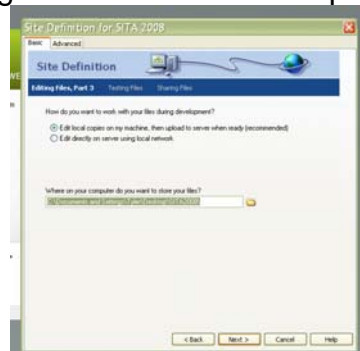 Site Definition for SITA 2008
Basic Advanced
Site Definition
Editing Files, Part 3 Testing Files Sharing Files
How do you want to work with your files during development?
Edit local copies on my machine, then upload to server when ready (recommended)
Edit directly on server using local network
Where on your computer do you want to store your files?
< Back Next > Cancel Help